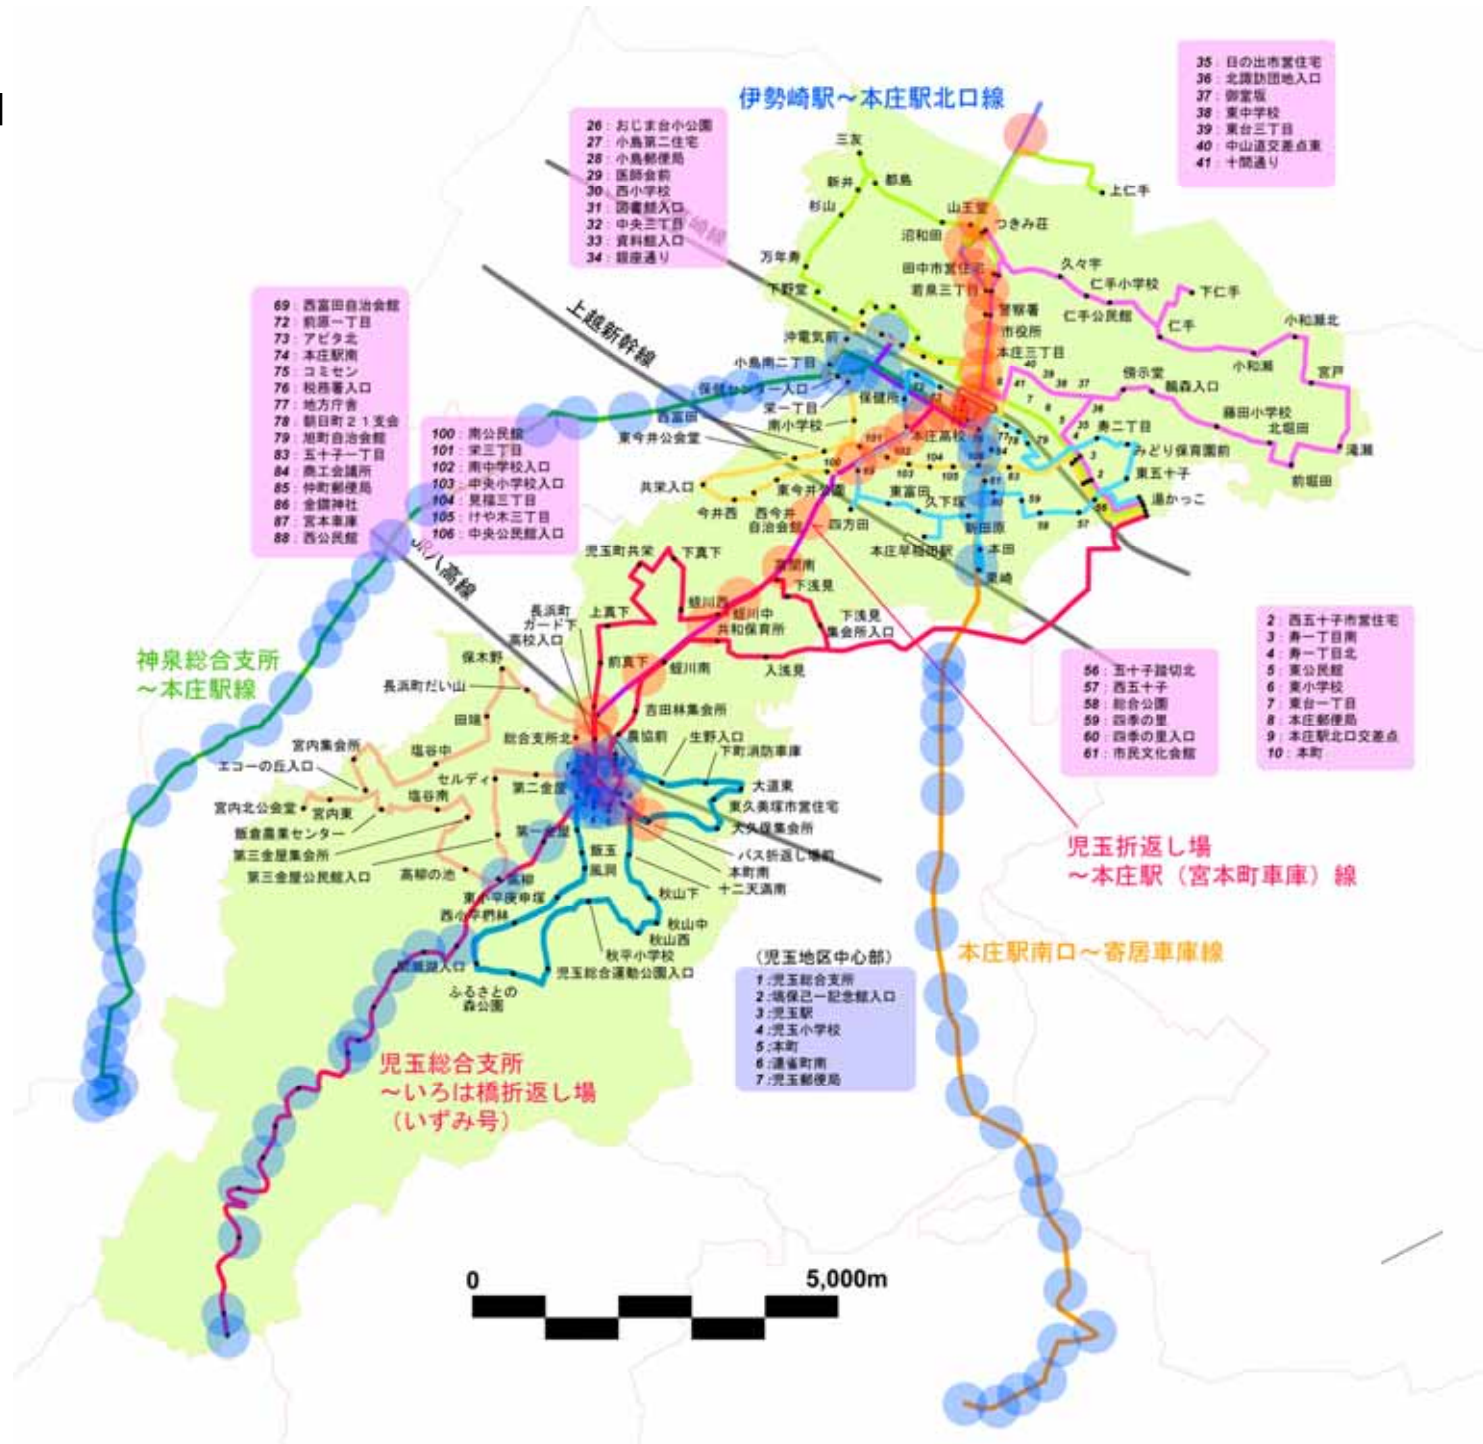 伊勢崎駅～本庄駅北口線
26：おじま台小公園
27：小島第二住宅
28：小島郵便局
29：医師会前
30：西小学校
31：図書館入口
32：中央三丁目
33：資料館入口
34：銀座通り
35：日の出市営住宅
36：北諏訪団地入口
37：御堂坂
38：東中学校
39：東台三丁目
40：中山道交差点東
41：十間通り
三友
新井
都島
杉山
上仁手
山王堂
つきみ荘
沼和田
万年寿
田中市営住宅
久々宇
若泉三丁目
仁手小学校
下仁手
下野堂
警察署
仁手公民館
仁手
小和瀬北
上越新幹線
沖電気前
市役所
本庄三丁目
小島南二丁目
小和瀬
宮戸
保健センター入口
保健所
傍示堂
鵜森入口
西富田
栄一丁目
藤田小学校
南小学校
北堀田
寿二丁目
東今井公会堂
本庄高校
みどり保育園前
滝瀬
前堀田
東五十子
湯かっこ
共栄入口
東今井公園
東富田
久下塚
今井西
西今井
自治会館
四方田
新田原
本庄早稲田駅
本田
東崎
69：西富田自治会館
72：前原一丁目
73：アピタ北
74：本庄駅南
75：コミセン
76：税務署入口
77：地方庁舎
78：朝日町２１支会
79：旭町自治会館
83：五十子一丁目
84：商工会議所
85：仲町郵便局
86：金鑚神社
87：宮本車庫
88：西公民館
100：南公民館
101：栄三丁目
102：南中学校入口
103：中央小学校入口
104：見福三丁目
105：けや木三丁目
106：中央公民館入口
JR八高線
児玉町共栄
下真下
高関南
下浅見
長浜町
ガード下
高校入口
上真下
蛭川西
蛭川中
共和保育所
下浅見
集会所入口
前真下
蛭川南
入浅見
神泉総合支所
～本庄駅線
保木野
長浜町だい山
田端
吉田林集会所
総合支所北
農協前
生野入口
下町消防車庫
宮内集会所
塩谷中
エコーの丘入口
セルディ
第二金屋
大道東
宮内北公会堂
宮内東
塩谷南
東久美塚市営住宅
飯倉農業センター
第一金屋
大久保集会所
第三金屋集会所
飯玉
バス折返し場前
第三金屋公民館入口
高柳の池
高柳
風洞
本町南
十二天満南
東小平庚申塚
秋山下
西小平椚林
秋山中
秋山西
秋平小学校
児玉総合運動公園入口
ふるさとの
森公園
2：西五十子市営住宅
3：寿一丁目南
4：寿一丁目北
5：東公民館
6：東小学校
7：東台一丁目
8：本庄郵便局
9：本庄駅北口交差点
10：本町
56：五十子踏切北
57：西五十子
58：総合公園
59：四季の里
60：四季の里入口
61：市民文化会館
児玉折返し場
～本庄駅（宮本町車庫）線
本庄駅南口～寄居車庫線
（児玉地区中心部）
1：児玉総合支所
2：塙保己一記念館入口
3：児玉駅
4：児玉小学校
5：本町
6：連雀町南
7：児玉郵便局
児玉総合支所
～いろは橋折返し場
（いずみ号）
0 5,000m